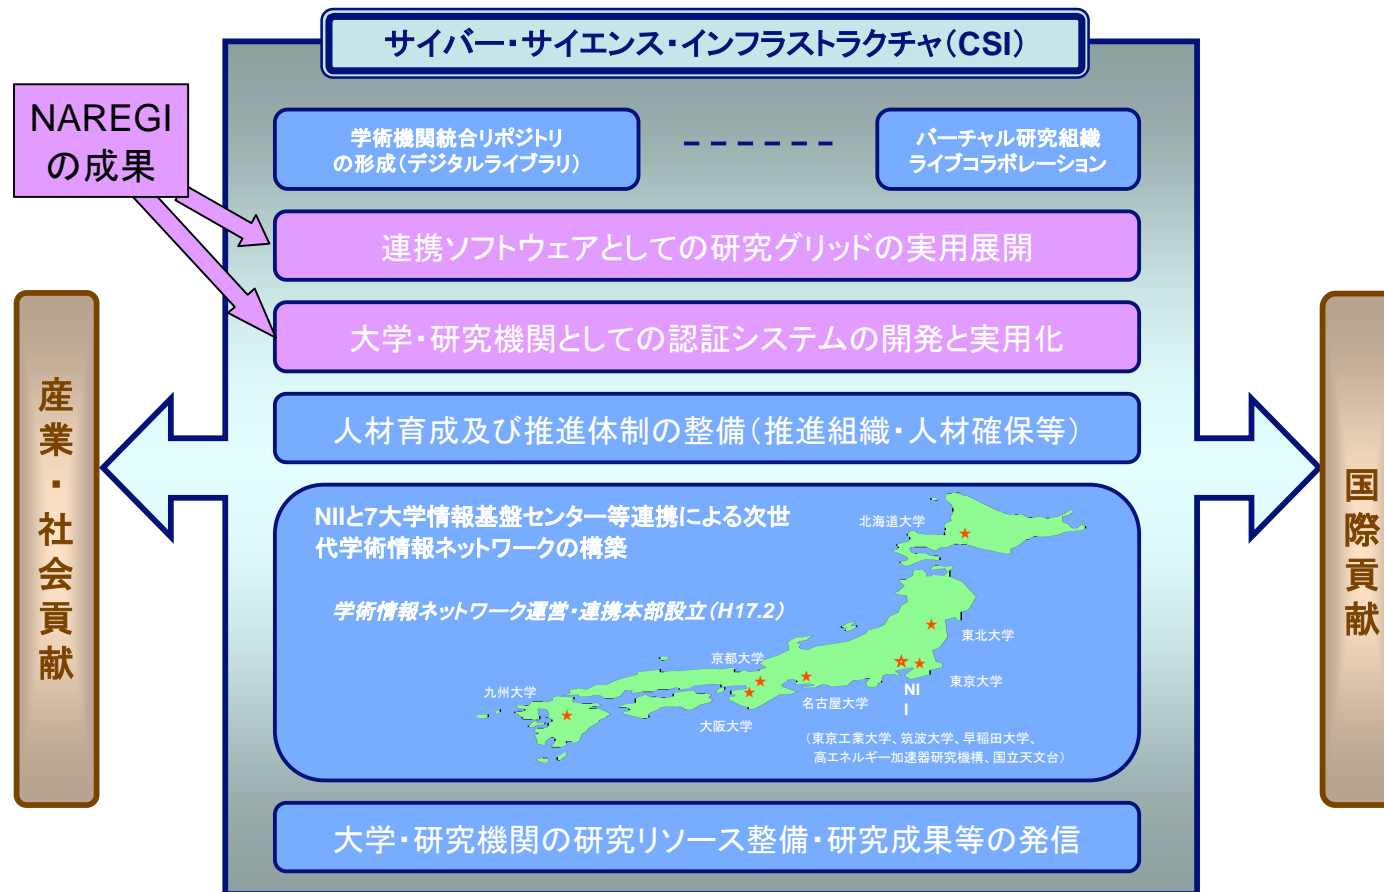 サイバー・サイエンス・インフラストラクチャ(CSI)
NAREGI
の成果
学術機関統合リポジトリ
の形成(デジタルライブラリ)
バーチャル研究組織
ライブコラボレーション
連携ソフトウェアとしての研究グリッドの実用展開
大学・研究機関としての認証システムの開発と実用化
人材育成及び推進体制の整備(推進組織・人材確保等)
産業・社会貢献
NIIと7大学情報基盤センター等連携による次世
代学術情報ネットワークの構築
学術情報ネットワーク運営・連携本部設立(H17.2)
北海道大学
東北大学
京都大学
東京大学
九州大学
NI
I
名古屋大学
大阪大学
(東京工業大学、筑波大学、早稲田大学、
高エネルギー加速器研究機構、国立天文台)
国際貢献
大学・研究機関の研究リソース整備・研究成果等の発信